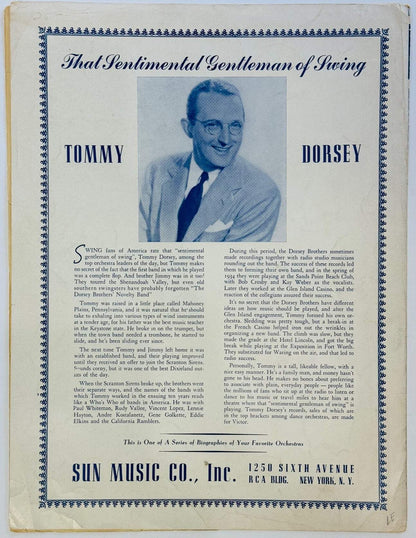 That Sentimental Gentleman of Swing
TOMMY
DORSEY
SWING fans of America rate that "sentimental
gentleman of swing", Tommy Dorsey, among the
top orchestra leaders of the day, but Tommy makes
no secret of the fact that the first band in which he played
was a complete flop. And brother Jimmy was in it too!
They toured the Shenandoah Valley, but even old
southern swingsters have probably forgotten "The
Dorsey Brothers' Novelty Band"
Tommy was raised in a little place called Mahoney
Plains, Pennsylvania, and it was natural that he should
take to exhaling into various types of wind instruments
at a tender age, for his father was the best music teacher
in the Keystone state. He broke in on the trumpet, but
when the town band needed a trombone, he started to
slide, and he's been sliding ever since.
The next time Tommy and Jimmy left home it was
with an established band, and they playing improved
until they received an offer to join the Scranton Sirens.
S-irens corny, but it was one of the best Dixieland out-
fits of the day.
When the Scranton Sirens broke up, the brothers went
their separate ways, and the names of the bands with
which Tommy worked in the ensuing ten years reads
like a Who's Who of bands in America. He was with
Paul Whiteman, Rudy Vallee, Vincent Lopez, Lennie
Hayton, Andre Kostalanetz, Gene Goldkette, Eddie
Elkins and the California Ramblers.
During this period, the Dorsey Brothers sometimes
made recordings together with radio studio musicians
rounding out the band. The success of these records led
them to forming their own band, and in the spring of
1934 they were playing at the Sands Point Beach Club,
with Bob Crosby and Kay Weber as the vocalists.
Later they worked at the Glen Island Casino, and the
reaction of the collegians assured their success.
It's no secret that the Dorsey Brothers have different
ideas on how music should be played, and after the
Glen Island engagement, Tommy formed his own or-
chestra. Sledding was pretty tough, but a break-in at
the French Casino helped iron out the wrinkles in
organizing a new band. The climb was slow, but they
made the grade at the Hotel Lincoln, and got the big
break while playing at the Exposition in Fort Worth.
They substituted for Waring on the air, and that led to
radio success.
Personally, Tommy is a tall, likeable fellow, with a
nice easy manner. He's a family man, and money hasn't
gone to his head. He makes no bones about preferring
to associate with plain, everyday people — people like
his millions of fans who sit up at the radio to listen or
dance to his music or travel miles to hear him at a
theatre where that "sentimental gentleman of swing" is
playing. Tommy Dorsey's records, sales of which are
in the top brackets among dance orchestras, are made
for Victor.
This is One of A Series of Biographies of Your Favorite Orchestras
SUN MUSIC CO., Inc.
1250 SIXTH AVENUE
RCA BLDG. NEW YORK, N. Y.